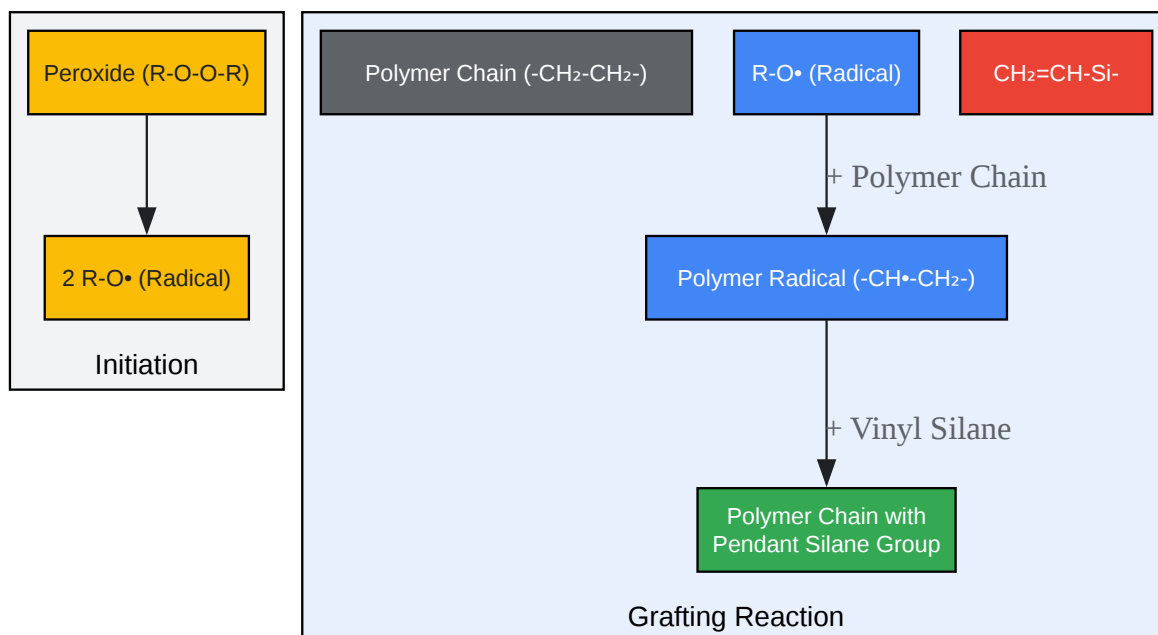 Peroxide (R-O-O-R)
2 R-O• (Radical)
Initiation
Polymer Chain (-CH₂-CH₂-)
R-O• (Radical)
CH₂=CH-Si-
+ Polymer Chain
Polymer Radical (-CH•-CH₂-)
+ Vinyl Silane
Polymer Chain with
Pendant Silane Group
Grafting Reaction